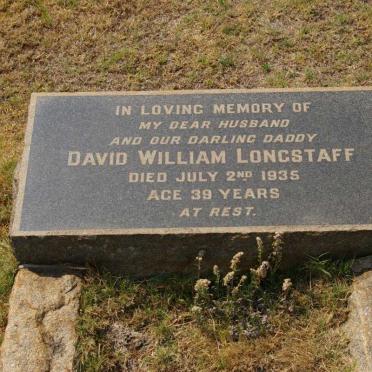 IN LOVING MEMORY OF
MY DEAR HUSBAND
AND OUR DARLING DADDY
DAVID WILLIAM LONGSTAFF
DIED JULY 2ND 1935
AGE 39 YEARS
AT REST.